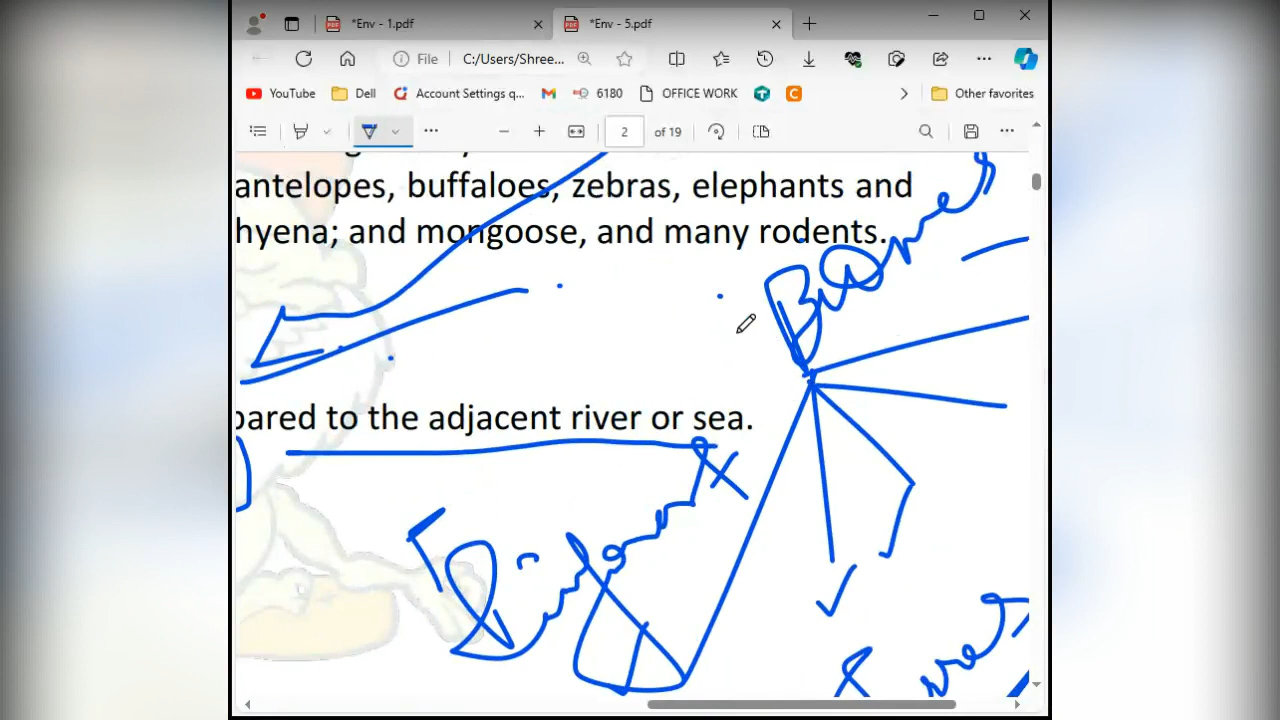 *Env - 1.pdf
*Env - 5.pdf
File
C:/Users/Shree...
YouTube
Dell
Account Settings q...
6180
OFFICE WORK
Other favorites
2 of 19
antelopes, buffaloes, zebras, elephants and
hyena; and mongoose, and many rodents.
Biomes
pared to the adjacent river or sea.